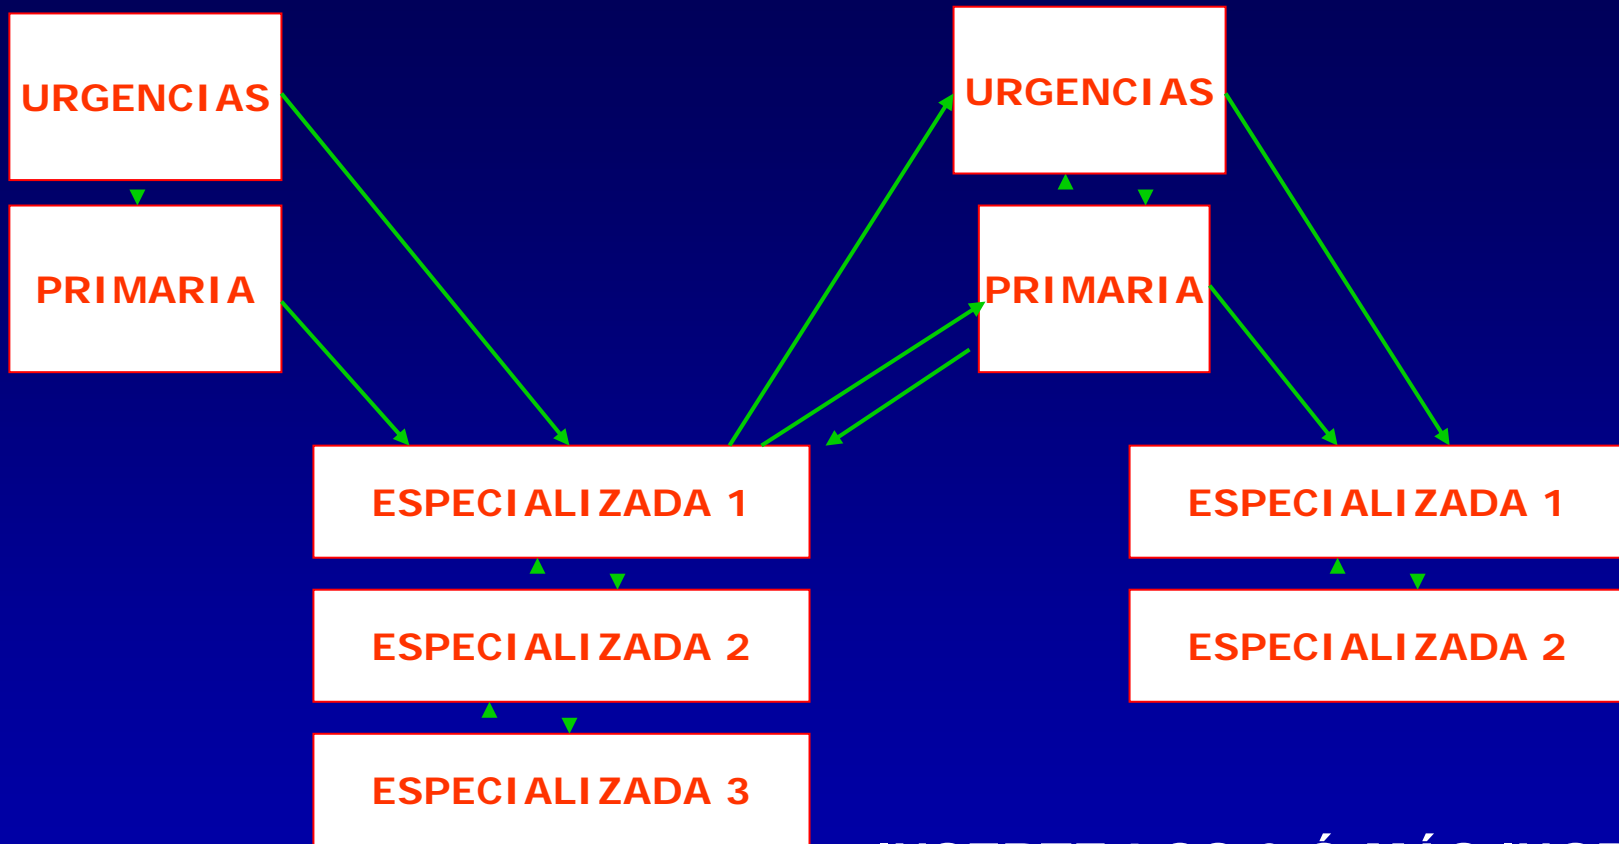 URGENCIAS
PRIMARIA
URGENCIAS
PRIMARIA
ESPECIALIZADA 1
ESPECIALIZADA 2
ESPECIALIZADA 3
ESPECIALIZADA 1
ESPECIALIZADA 2